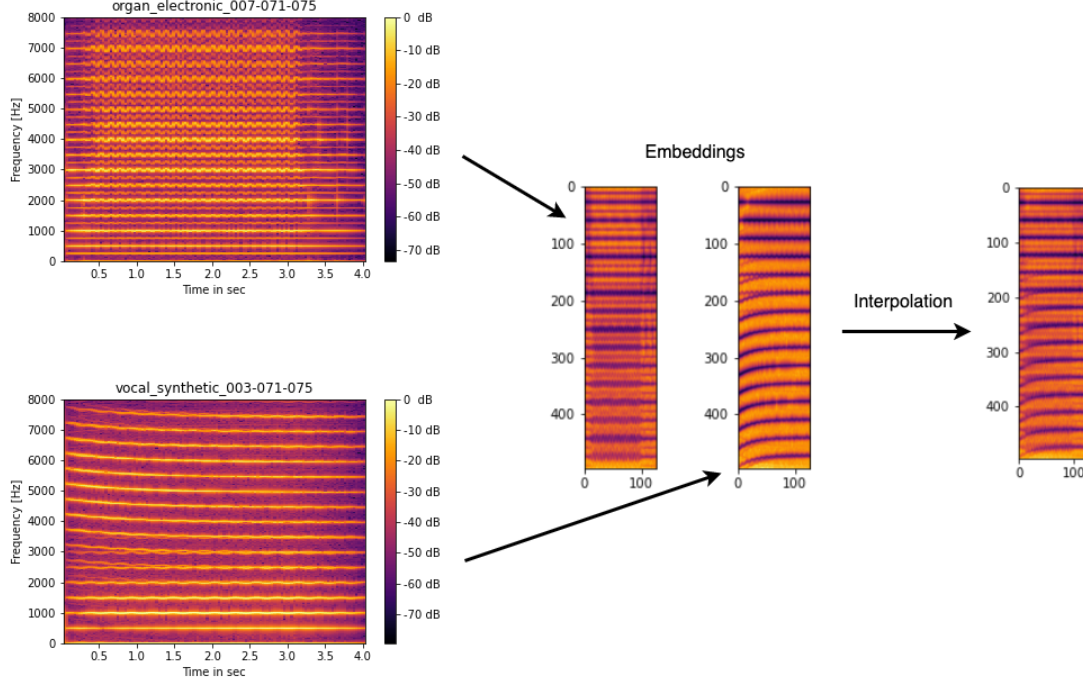 organ_electronic_007-071-075
8000
7000
6000
5000
4000
3000
2000
1000
0
Frequency [Hz]
0.5 1.0 1.5 2.0 2.5 3.0 3.5 4.0
Time in sec
0 dB
-10 dB
-20 dB
-30 dB
-40 dB
-50 dB
-60 dB
-70 dB
vocal_synthetic_003-071-075
8000
7000
6000
5000
4000
3000
2000
1000
0
Frequency [Hz]
0.5 1.0 1.5 2.0 2.5 3.0 3.5 4.0
Time in sec
0 dB
-10 dB
-20 dB
-30 dB
-40 dB
-50 dB
-60 dB
-70 dB
Embeddings
0
100
200
300
400
0 100
0
100
200
300
400
0 100
Interpolation
0
100
200
300
400
0 100